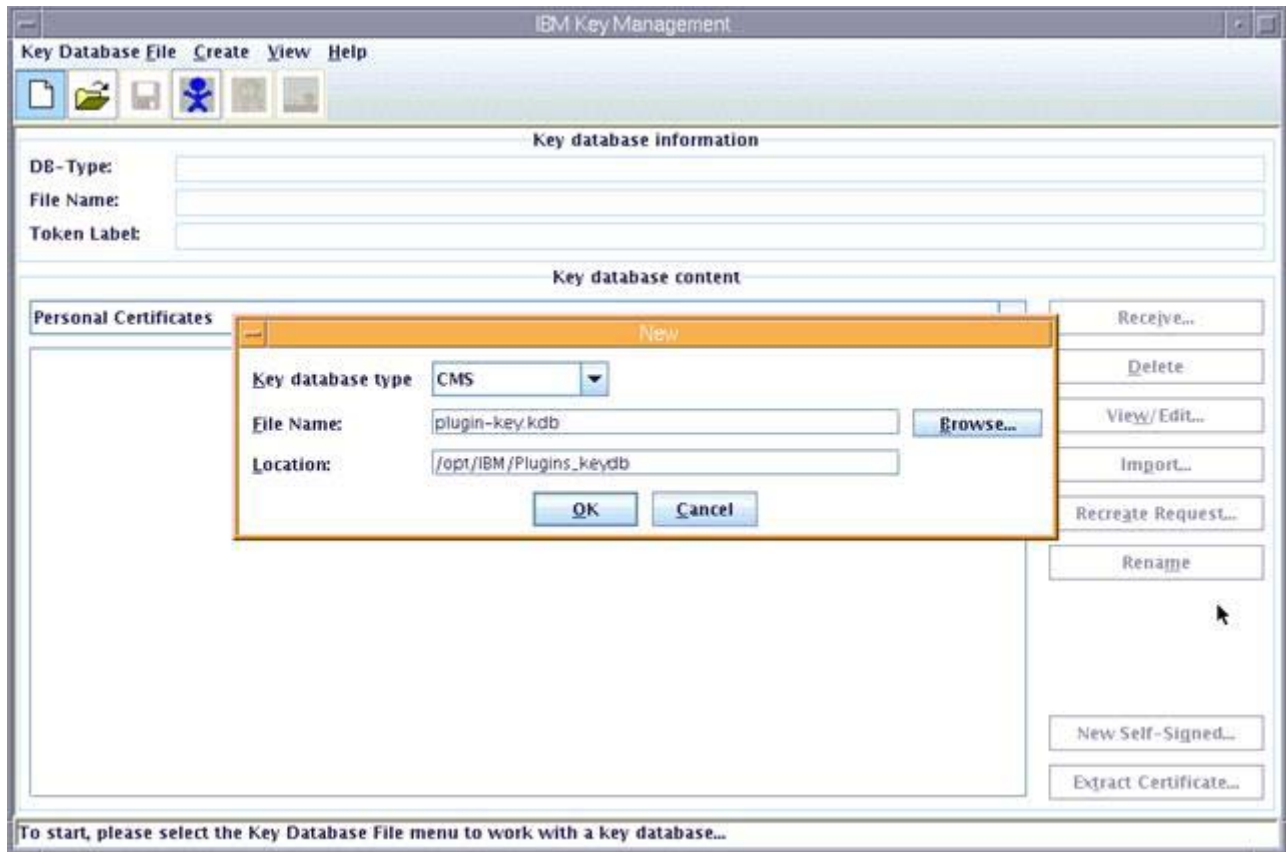 IBM Key Management
Key Database File Create View Help
Key database information
DB-Type:
File Name:
Token Label:
Key database content
Personal Certificates
Receive...
Delete
View/Edit...
Import...
Recreate Request...
Rename
New Self-Signed...
Extract Certificate...
New
Key database type CMS
File Name: plugin-key.kdb Browse...
Location: /opt/IBM/Plugins_keydb
OK Cancel
To start, please select the Key Database File menu to work with a key database...